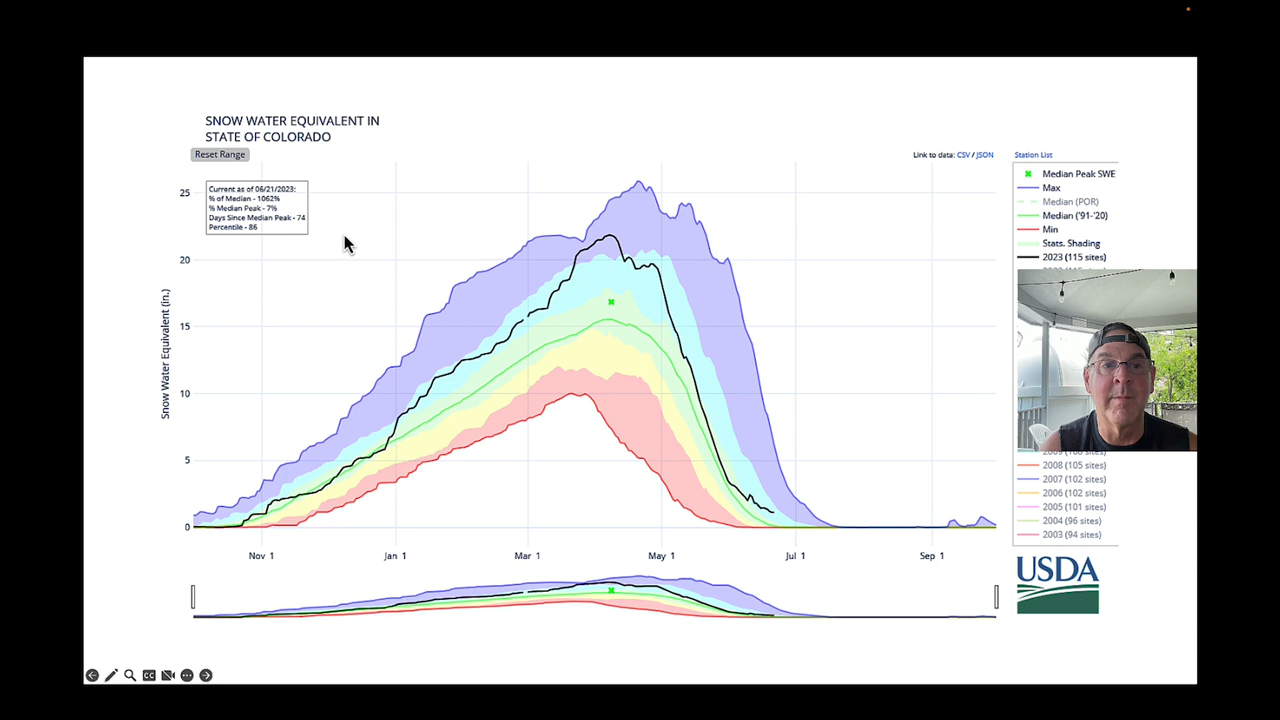 SNOW WATER EQUIVALENT IN
STATE OF COLORADO
Reset Range
Link to data: CSV / JSON
Station List
Current as of 06/21/2023:
% of Median - 1062%
% Median Peak - 7%
Days Since Median Peak - 74
Percentile - 86
Snow Water Equivalent (in.)
25
20
15
10
5
0
Nov 1
Jan 1
Mar 1
May 1
Jul 1
Sep 1
Median Peak SWE
Max
Median (POR)
Median ('91-'20)
Min
Stats. Shading
2023 (115 sites)
2008 (105 sites)
2007 (102 sites)
2006 (102 sites)
2005 (101 sites)
2004 (96 sites)
2003 (94 sites)
USDA
CC